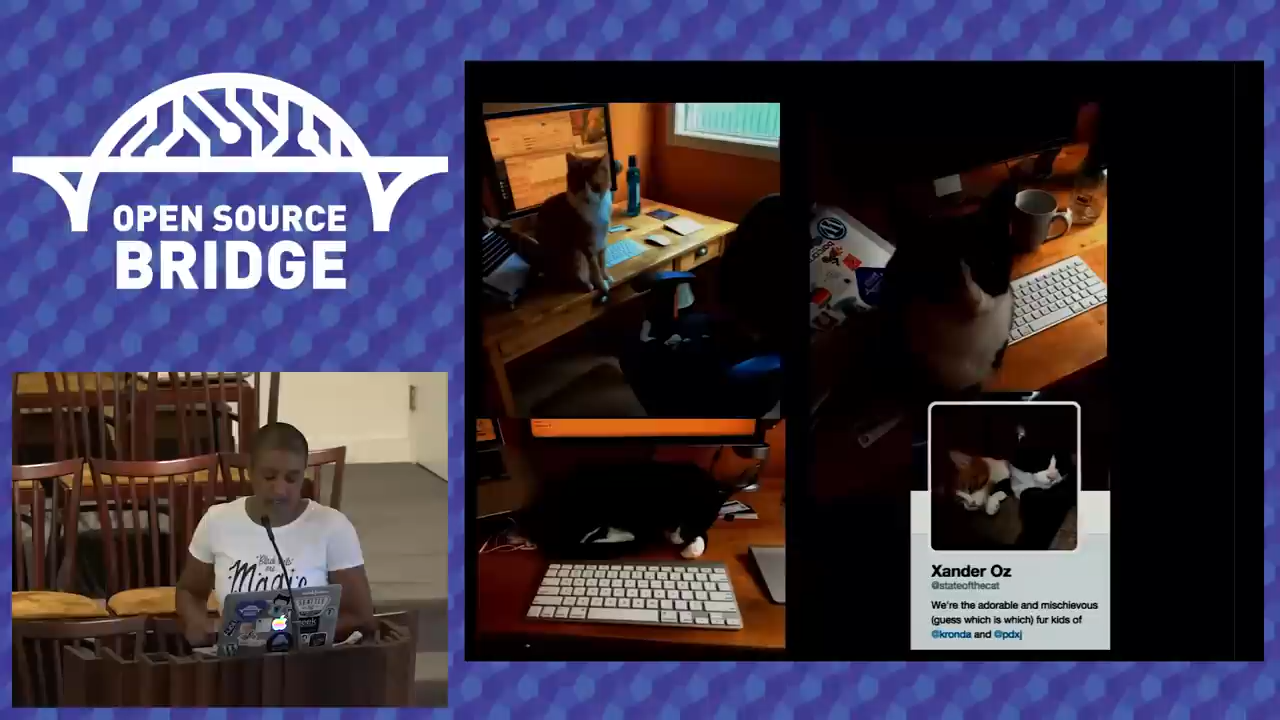 OPEN SOURCE
BRIDGE
Magic
Xander Oz
@stateofthecat
We're the adorable and mischievous
(guess which is which) fur kids of
@kronda and @pdxj